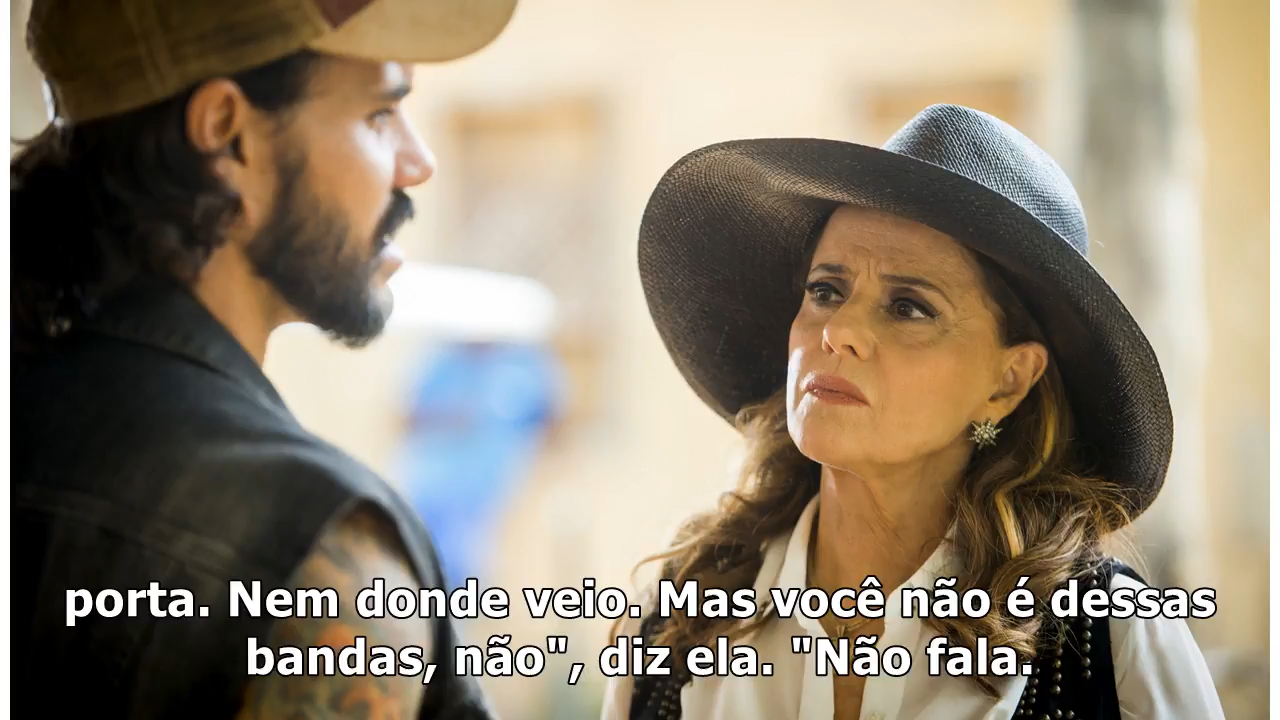 porta. Nem donde veio. Mas você não é dessas
bandas, não", diz ela. "Não fala.